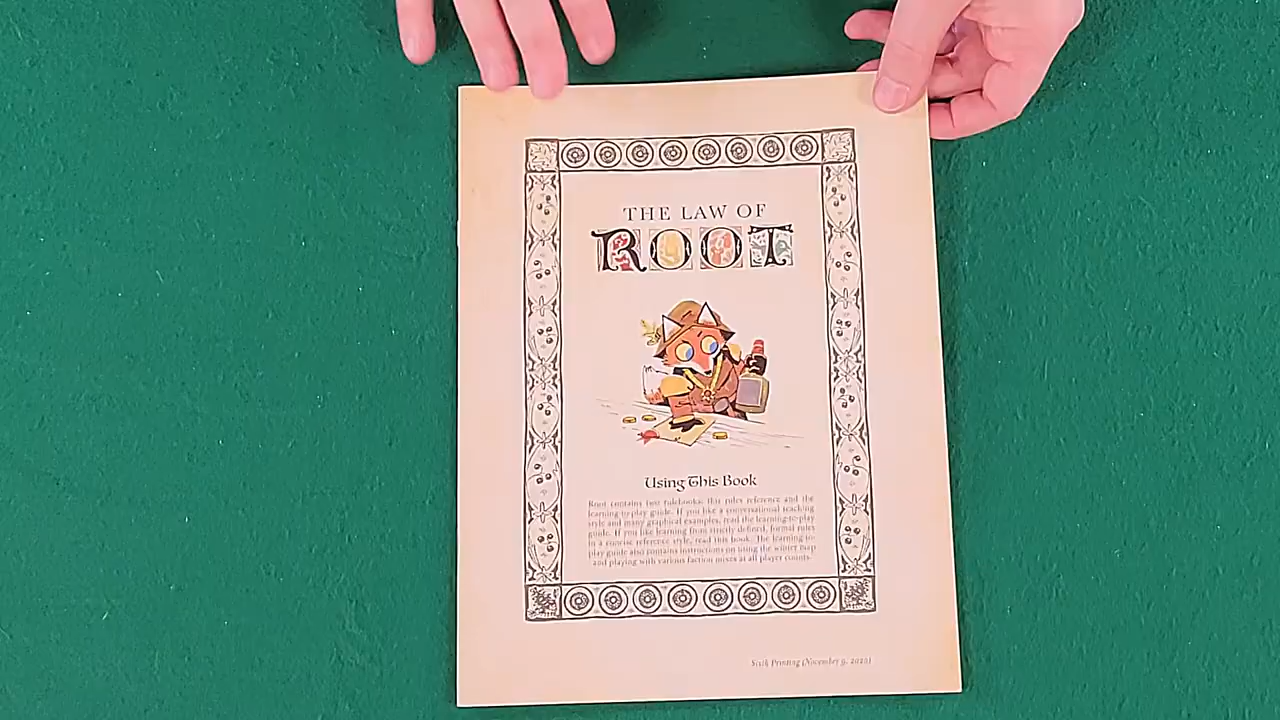 THE LAW OF
ROOT
Using This Book
Root contains two rulebooks: this rules reference and the
learning-to-play guide. If you like a conversational teaching
style and many graphical examples, read the learning-to-play
guide. If you like learning from strictly defined, formal rules
in a concise reference style, read this book. The learning-to-
play guide also contains instructions on using the winter map
and playing with various faction mixes at all player counts.
Sixth Printing (November 9, 2020)